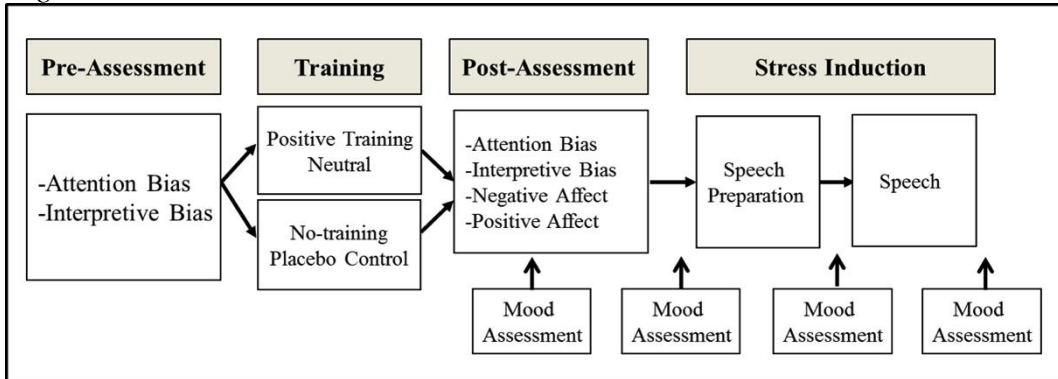 Pre-Assessment
Training
Post-Assessment
Stress Induction
-Attention Bias
-Interpretive Bias
Positive Training
Neutral
No-training
Placebo Control
-Attention Bias
-Interpretive Bias
-Negative Affect
-Positive Affect
Speech
Preparation
Speech
Mood
Assessment
Mood
Assessment
Mood
Assessment
Mood
Assessment